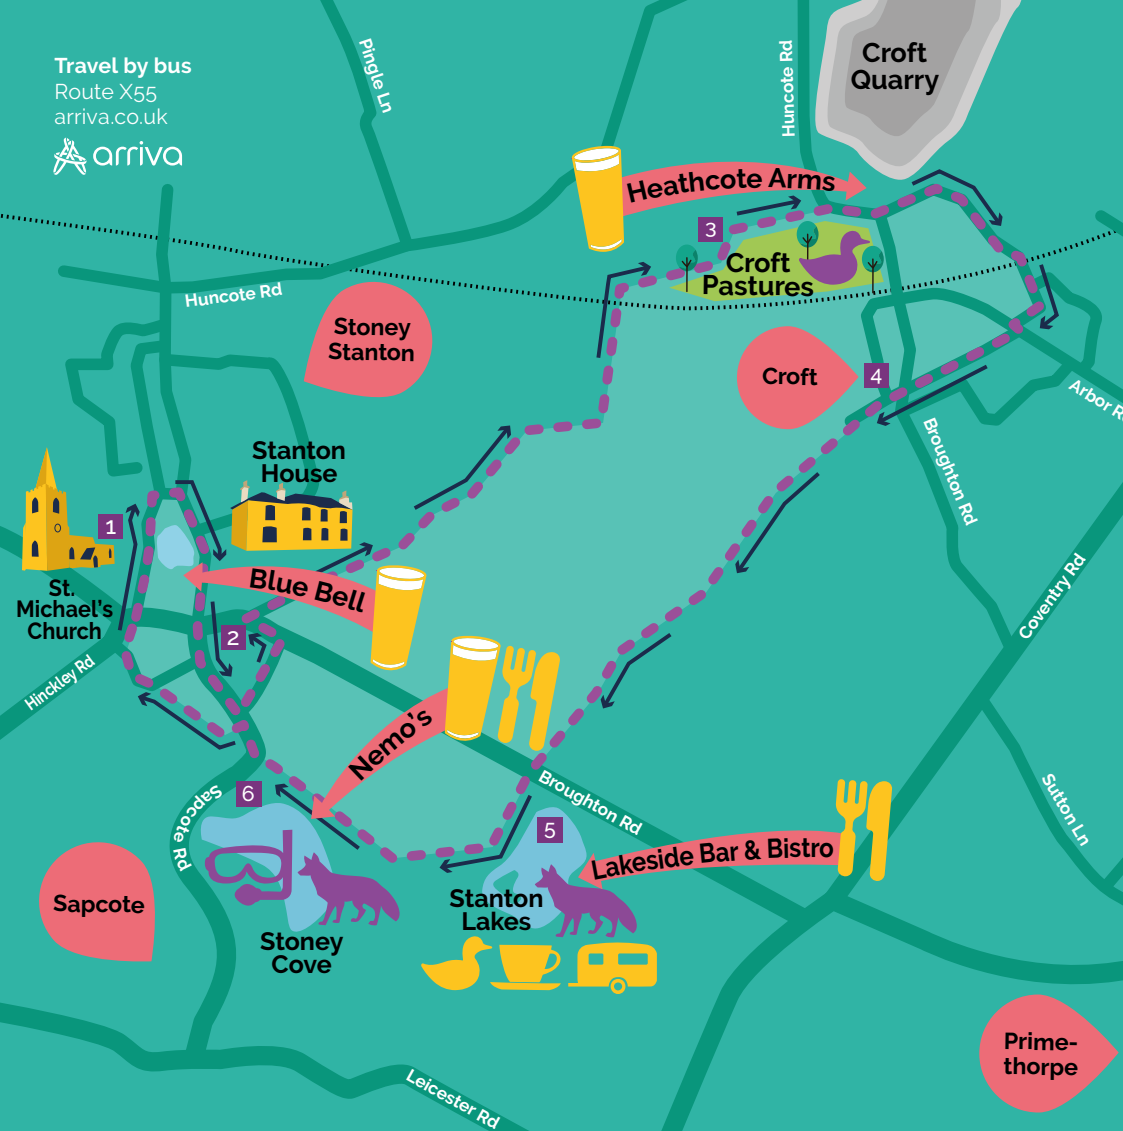 Travel by bus
Route X55
arriva.co.uk
arriva
Pingle Ln
Huncote Rd
Croft
Quarry
Heathcote Arms
3
Croft
Pastures
Huncote Rd
Stoney
Stanton
Croft
4
Arbor R
Broughton Rd
Stanton
House
1
St.
Michael's
Church
Blue Bell
2
Hinckley Rd
Coventry Rd
Nemo's
6
Sapcote Rd
Broughton Rd
5
Lakeside Bar & Bistro
Sutton Ln
Sapcote
Stanton
Lakes
Stoney
Cove
Prime-
thorpe
Leicester Rd